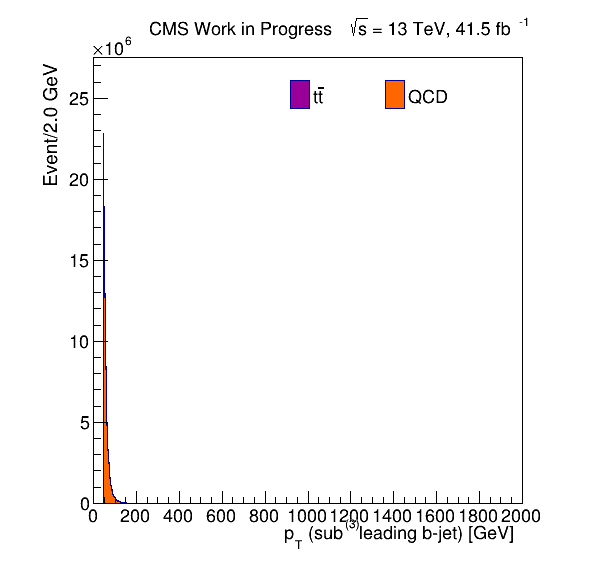 CMS Work in Progress √s = 13 TeV, 41.5 fb⁻¹
×10⁶
Event/2.0 GeV
25
20
15
10
5
0
tt̄
QCD
0 200 400 600 800 1000 1200 1400 1600 1800 2000
p_T (sub⁽³⁾leading b-jet) [GeV]